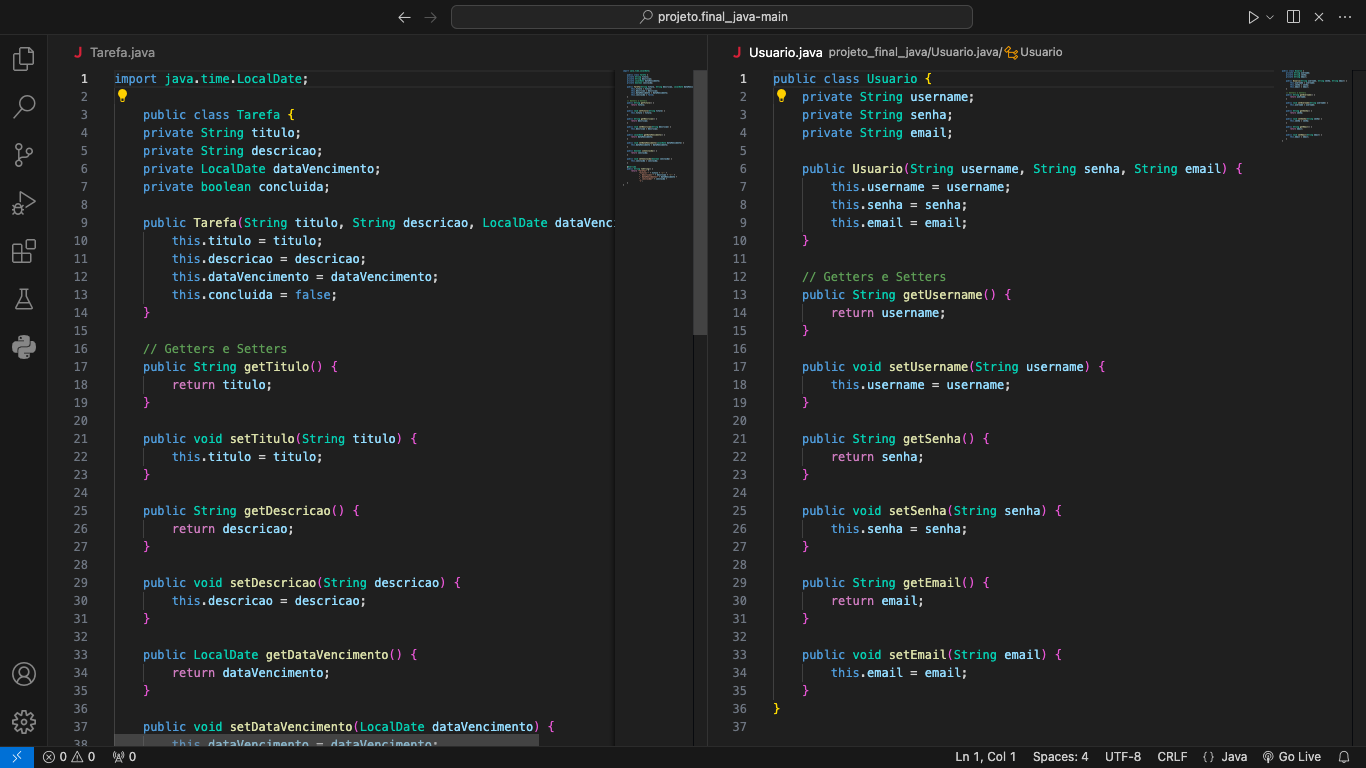 projeto.final_java-main
Tarefa.java
1 import java.time.LocalDate;
2
3 public class Tarefa {
4 private String titulo;
5 private String descricao;
6 private LocalDate dataVencimento;
7 private boolean concluida;
8
9 public Tarefa(String titulo, String descricao, LocalDate dataVenci
10 this.titulo = titulo;
11 this.descricao = descricao;
12 this.dataVencimento = dataVencimento;
13 this.concluida = false;
14 }
15
16 // Getters e Setters
17 public String getTitulo() {
18 return titulo;
19 }
20
21 public void setTitulo(String titulo) {
22 this.titulo = titulo;
23 }
24
25 public String getDescricao() {
26 return descricao;
27 }
28
29 public void setDescricao(String descricao) {
30 this.descricao = descricao;
31 }
32
33 public LocalDate getDataVencimento() {
34 return dataVencimento;
35 }
36
37 public void setDataVencimento(LocalDate dataVencimento) {
38 this.dataVencimento = dataVencimento;
Usuario.java projeto_final_java/Usuario.java/ Usuario
1 public class Usuario {
2 private String username;
3 private String senha;
4 private String email;
5
6 public Usuario(String username, String senha, String email) {
7 this.username = username;
8 this.senha = senha;
9 this.email = email;
10 }
11
12 // Getters e Setters
13 public String getUsername() {
14 return username;
15 }
16
17 public void setUsername(String username) {
18 this.username = username;
19 }
20
21 public String getSenha() {
22 return senha;
23 }
24
25 public void setSenha(String senha) {
26 this.senha = senha;
27 }
28
29 public String getEmail() {
30 return email;
31 }
32
33 public void setEmail(String email) {
34 this.email = email;
35 }
36 }
37
0 0 0 Ln 1, Col 1 Spaces: 4 UTF-8 CRLF {} Java Go Live